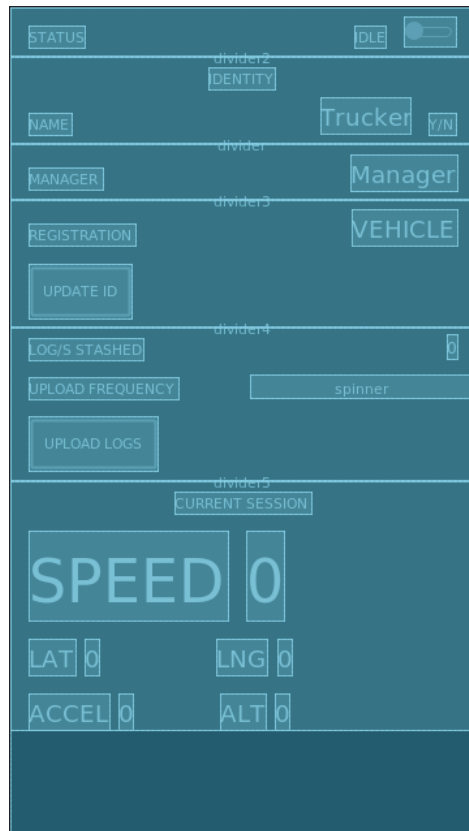 STATUS IDLE
divider2
IDENTITY
NAME Trucker Y/N
divider
MANAGER Manager
divider3
REGISTRATION VEHICLE
UPDATE ID
divider4
LOG/S STASHED 0
UPLOAD FREQUENCY spinner
UPLOAD LOGS
divider5
CURRENT SESSION
SPEED 0
LAT 0 LNG 0
ACCEL 0 ALT 0